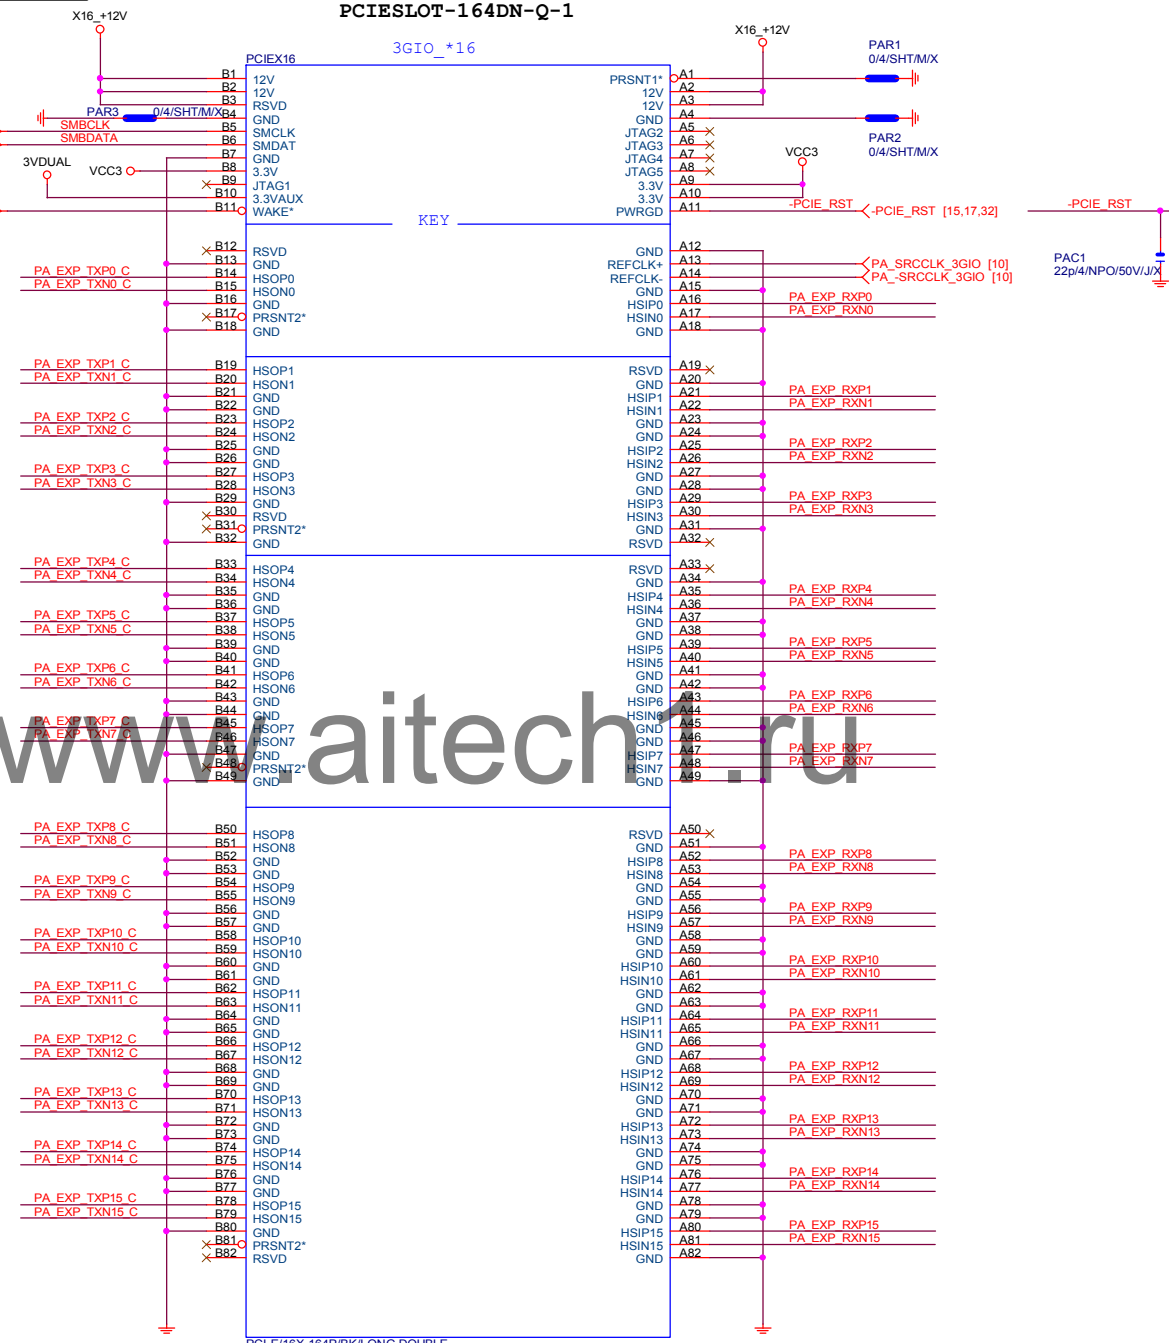 PCIESLOT-164DN-Q-1
X16_+12V
3GIO_*16
PCIEX16
X16_+12V
PAR1
0/4/SHT/M/X
B1 12V PRSNT1* A1
B2 12V 12V A2
B3 RSVD 12V A3
PAR3 0/4/SHT/M/X B4 GND GND A4
SMBCLK B5 SMCLK JTAG2 A5
SMBDATA B6 SMDAT JTAG3 A6
PAR2
0/4/SHT/M/X
B7 GND JTAG4 A7
3VDUAL VCC3 B8 3.3V JTAG5 A8 VCC3
B9 JTAG1 3.3V A9
B10 3.3VAUX 3.3V A10
B11 WAKE* PWRGD A11 -PCIE_RST -PCIE_RST [15,17,32] -PCIE_RST
KEY
B12 RSVD GND A12
B13 GND REFCLK+ A13 PA_SRCCLK_3GIO [10]
PA_EXP_TXP0_C B14 HSOP0 REFCLK- A14 PA_-SRCCLK_3GIO [10]
PAC1
22p/4/NPO/50V/J/X
PA_EXP_TXN0_C B15 HSON0 GND A15
B16 GND HSIP0 A16 PA_EXP_RXP0
B17 PRSNT2* HSIN0 A17 PA_EXP_RXN0
B18 GND GND A18
PA_EXP_TXP1_C B19 HSOP1 RSVD A19
PA_EXP_TXN1_C B20 HSON1 GND A20
B21 GND HSIP1 A21 PA_EXP_RXP1
B22 GND HSIN1 A22 PA_EXP_RXN1
PA_EXP_TXP2_C B23 HSOP2 GND A23
PA_EXP_TXN2_C B24 HSON2 GND A24
B25 GND HSIP2 A25 PA_EXP_RXP2
B26 GND HSIN2 A26 PA_EXP_RXN2
PA_EXP_TXP3_C B27 HSOP3 GND A27
PA_EXP_TXN3_C B28 HSON3 GND A28
B29 GND HSIP3 A29 PA_EXP_RXP3
B30 RSVD HSIN3 A30 PA_EXP_RXN3
B31 PRSNT2* GND A31
B32 GND RSVD A32
PA_EXP_TXP4_C B33 HSOP4 RSVD A33
PA_EXP_TXN4_C B34 HSON4 GND A34
B35 GND HSIP4 A35 PA_EXP_RXP4
B36 GND HSIN4 A36 PA_EXP_RXN4
PA_EXP_TXP5_C B37 HSOP5 GND A37
PA_EXP_TXN5_C B38 HSON5 GND A38
B39 GND HSIP5 A39 PA_EXP_RXP5
B40 GND HSIN5 A40 PA_EXP_RXN5
PA_EXP_TXP6_C B41 HSOP6 GND A41
PA_EXP_TXN6_C B42 HSON6 GND A42
B43 GND HSIP6 A43 PA_EXP_RXP6
B44 GND HSIN6 A44 PA_EXP_RXN6
PA_EXP_TXP7_C B45 HSOP7 GND A45
PA_EXP_TXN7_C B46 HSON7 GND A46
B47 GND HSIP7 A47 PA_EXP_RXP7
B48 PRSNT2* HSIN7 A48 PA_EXP_RXN7
B49 GND GND A49
www.aitech1.ru
PA_EXP_TXP8_C B50 HSOP8 RSVD A50
PA_EXP_TXN8_C B51 HSON8 GND A51
B52 GND HSIP8 A52 PA_EXP_RXP8
B53 GND HSIN8 A53 PA_EXP_RXN8
PA_EXP_TXP9_C B54 HSOP9 GND A54
PA_EXP_TXN9_C B55 HSON9 GND A55
B56 GND HSIP9 A56 PA_EXP_RXP9
B57 GND HSIN9 A57 PA_EXP_RXN9
PA_EXP_TXP10_C B58 HSOP10 GND A58
PA_EXP_TXN10_C B59 HSON10 GND A59
B60 GND HSIP10 A60 PA_EXP_RXP10
B61 GND HSIN10 A61 PA_EXP_RXN10
PA_EXP_TXP11_C B62 HSOP11 GND A62
PA_EXP_TXN11_C B63 HSON11 GND A63
B64 GND HSIP11 A64 PA_EXP_RXP11
B65 GND HSIN11 A65 PA_EXP_RXN11
PA_EXP_TXP12_C B66 HSOP12 GND A66
PA_EXP_TXN12_C B67 HSON12 GND A67
B68 GND HSIP12 A68 PA_EXP_RXP12
B69 GND HSIN12 A69 PA_EXP_RXN12
PA_EXP_TXP13_C B70 HSOP13 GND A70
PA_EXP_TXN13_C B71 HSON13 GND A71
B72 GND HSIP13 A72 PA_EXP_RXP13
B73 GND HSIN13 A73 PA_EXP_RXN13
PA_EXP_TXP14_C B74 HSOP14 GND A74
PA_EXP_TXN14_C B75 HSON14 GND A75
B76 GND HSIP14 A76 PA_EXP_RXP14
B77 GND HSIN14 A77 PA_EXP_RXN14
PA_EXP_TXP15_C B78 HSOP15 GND A78
PA_EXP_TXN15_C B79 HSON15 GND A79
B80 GND HSIP15 A80 PA_EXP_RXP15
B81 PRSNT2* HSIN15 A81 PA_EXP_RXN15
B82 RSVD GND A82